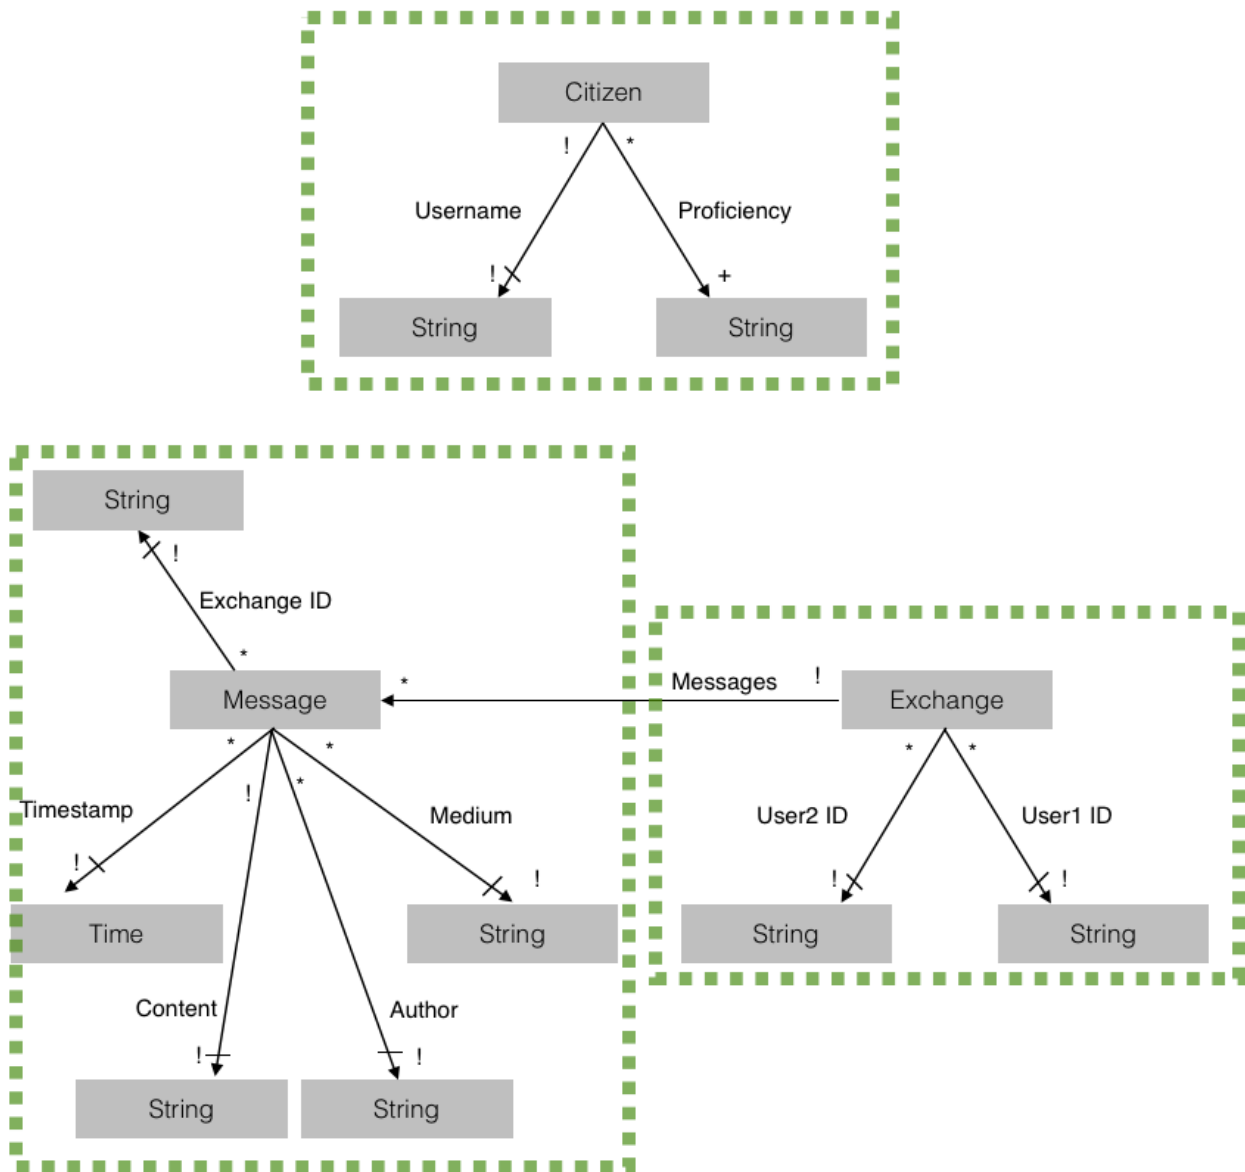 Citizen
! *
Username Proficiency
! +
String String
String
!
Exchange ID
*
Message * Messages ! Exchange
* * * *
! *
Timestamp Medium User2 ID User1 ID
! ! ! !
Time String String String
Content Author
! !
String String